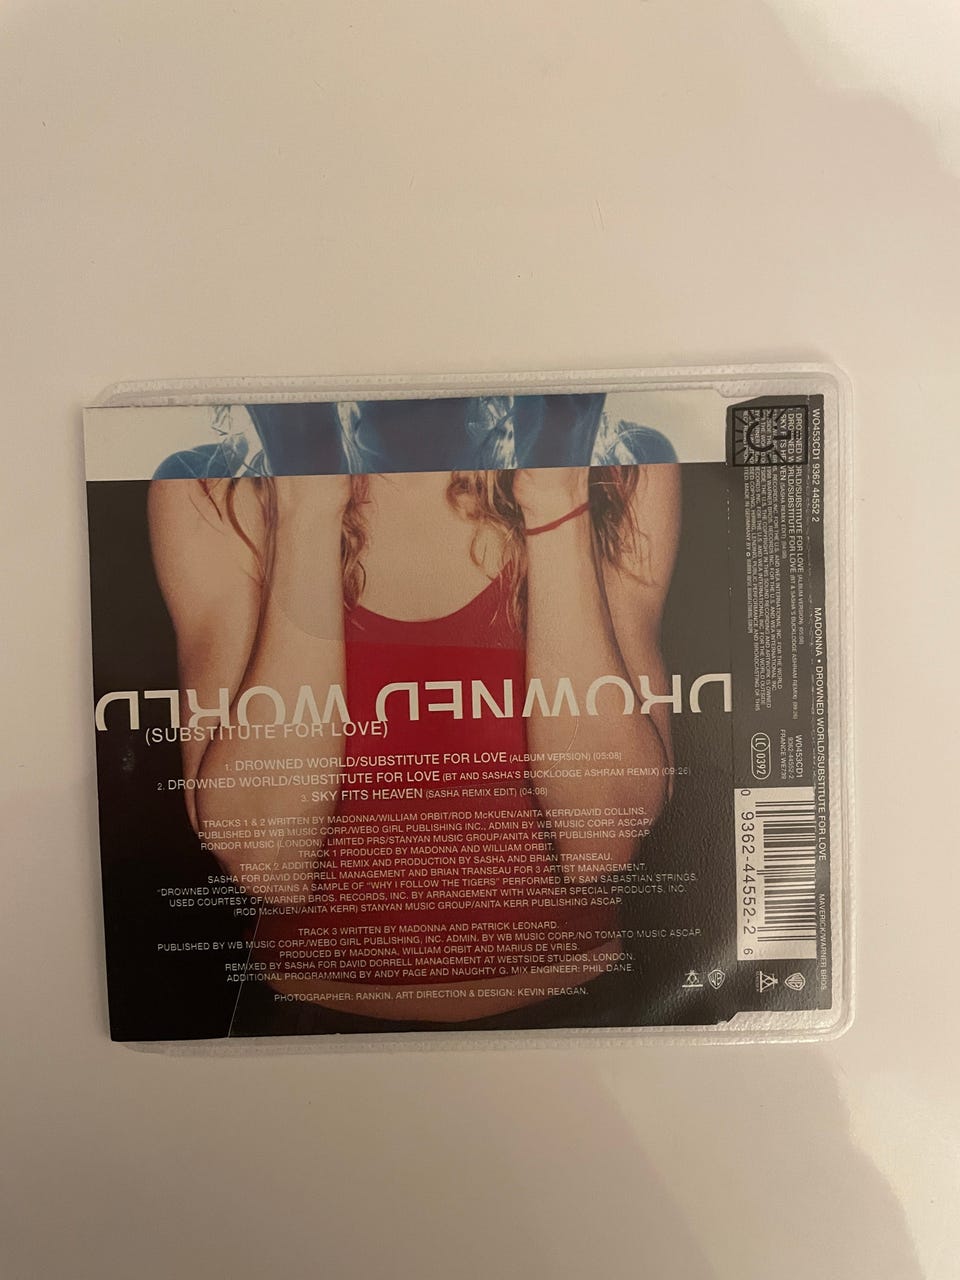 DROWNED WORLD
(SUBSTITUTE FOR LOVE)
1. DROWNED WORLD/SUBSTITUTE FOR LOVE (ALBUM VERSION) (05:08)
2. DROWNED WORLD/SUBSTITUTE FOR LOVE (BT AND SASHA'S BUCKLODGE ASHRAM REMIX) (09:26)
3. SKY FITS HEAVEN (SASHA REMIX EDIT) (04:08)
TRACKS 1 & 2 WRITTEN BY MADONNA/WILLIAM ORBIT/ROD McKUEN/ANITA KERR/DAVID COLLINS.
PUBLISHED BY WB MUSIC CORP./WEBO GIRL PUBLISHING INC., ADMIN BY WB MUSIC CORP. ASCAP/
RONDOR MUSIC (LONDON), LIMITED PRS/STANYAN MUSIC GROUP/ANITA KERR PUBLISHING ASCAP.
TRACK 1 PRODUCED BY MADONNA AND WILLIAM ORBIT.
TRACK 2 ADDITIONAL REMIX AND PRODUCTION BY SASHA AND BRIAN TRANSEAU.
SASHA FOR DAVID DORRELL MANAGEMENT AND BRIAN TRANSEAU FOR 3 ARTIST MANAGEMENT.
"DROWNED WORLD" CONTAINS A SAMPLE OF "WHY I FOLLOW THE TIGERS" PERFORMED BY SAN SABASTIAN STRINGS,
USED COURTESY OF WARNER BROS. RECORDS, INC. BY ARRANGEMENT WITH WARNER SPECIAL PRODUCTS, INC.
(ROD McKUEN/ANITA KERR) STANYAN MUSIC GROUP/ANITA KERR PUBLISHING ASCAP.
TRACK 3 WRITTEN BY MADONNA AND PATRICK LEONARD.
PUBLISHED BY WB MUSIC CORP./WEBO GIRL PUBLISHING, INC. ADMIN. BY WB MUSIC CORP./NO TOMATO MUSIC ASCAP.
PRODUCED BY MADONNA, WILLIAM ORBIT AND MARIUS DE VRIES.
REMIXED BY SASHA FOR DAVID DORRELL MANAGEMENT AT WESTSIDE STUDIOS, LONDON.
ADDITIONAL PROGRAMMING BY ANDY PAGE AND NAUGHTY G. MIX ENGINEER: PHIL DANE.
PHOTOGRAPHER: RANKIN. ART DIRECTION & DESIGN: KEVIN REAGAN.
WO453CD1 9362 44552 2
MADONNA • DROWNED WORLD/SUBSTITUTE FOR LOVE
MAVERICK/WARNER BROS.
WO453CD1
9362-44552-2
FRANCE WE739
LC 0392
0 9362-44552-2 6